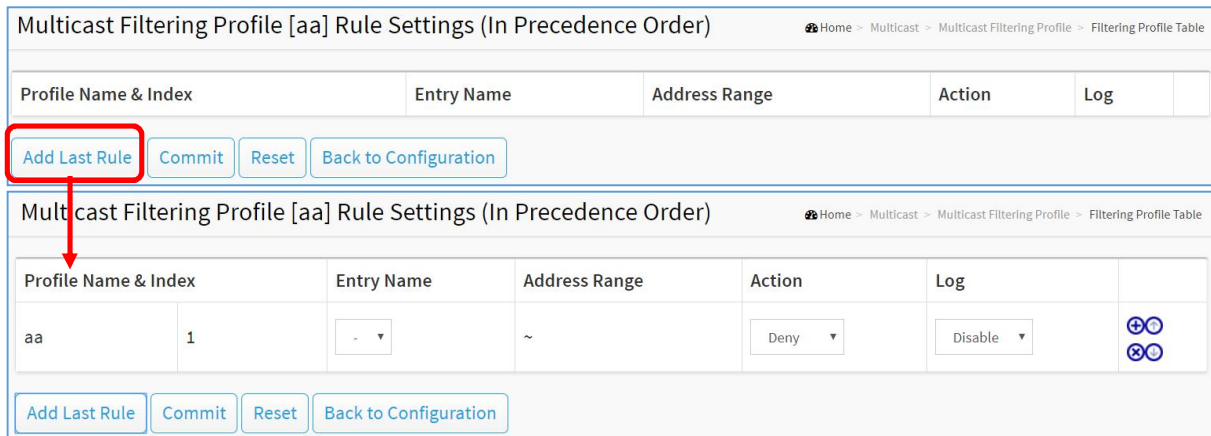 Multicast Filtering Profile [aa] Rule Settings (In Precedence Order) Home > Multicast > Multicast Filtering Profile > Filtering Profile Table
Profile Name & Index Entry Name Address Range Action Log
Add Last Rule Commit Reset Back to Configuration
Multicast Filtering Profile [aa] Rule Settings (In Precedence Order) Home > Multicast > Multicast Filtering Profile > Filtering Profile Table
Profile Name & Index Entry Name Address Range Action Log
aa 1 - ~ Deny Disable
Add Last Rule Commit Reset Back to Configuration